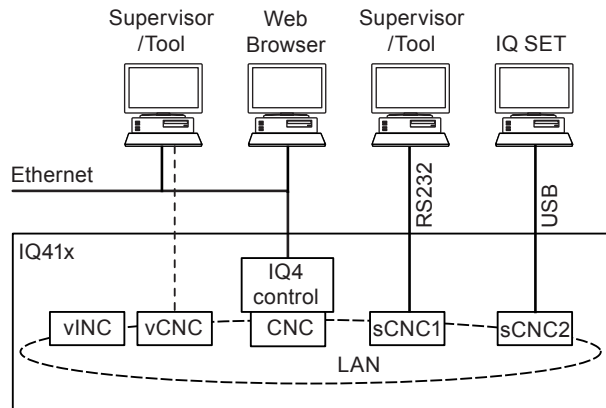 Supervisor
/Tool
Web
Browser
Supervisor
/Tool
IQ SET
Ethernet
RS232
USB
IQ41x
IQ4
control
vINC
vCNC
CNC
sCNC1
sCNC2
LAN